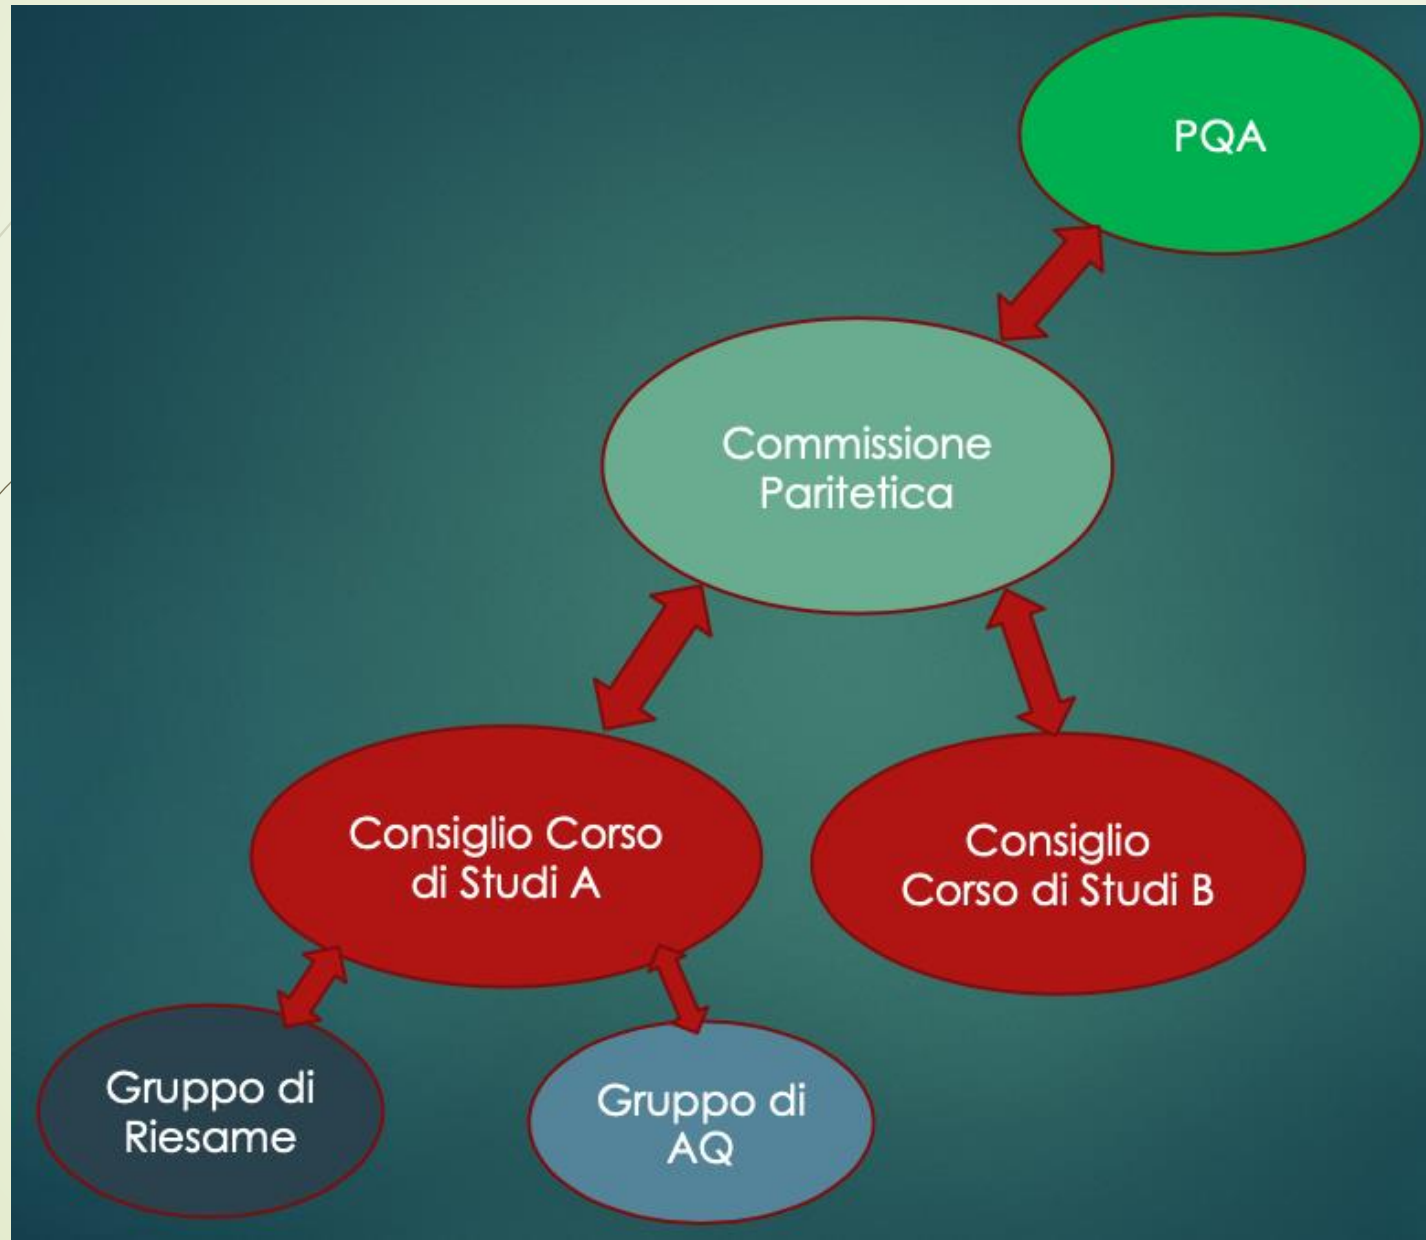 PQA
Commissione
Paritetica
Consiglio Corso
di Studi A
Consiglio
Corso di Studi B
Gruppo di
Riesame
Gruppo di
AQ